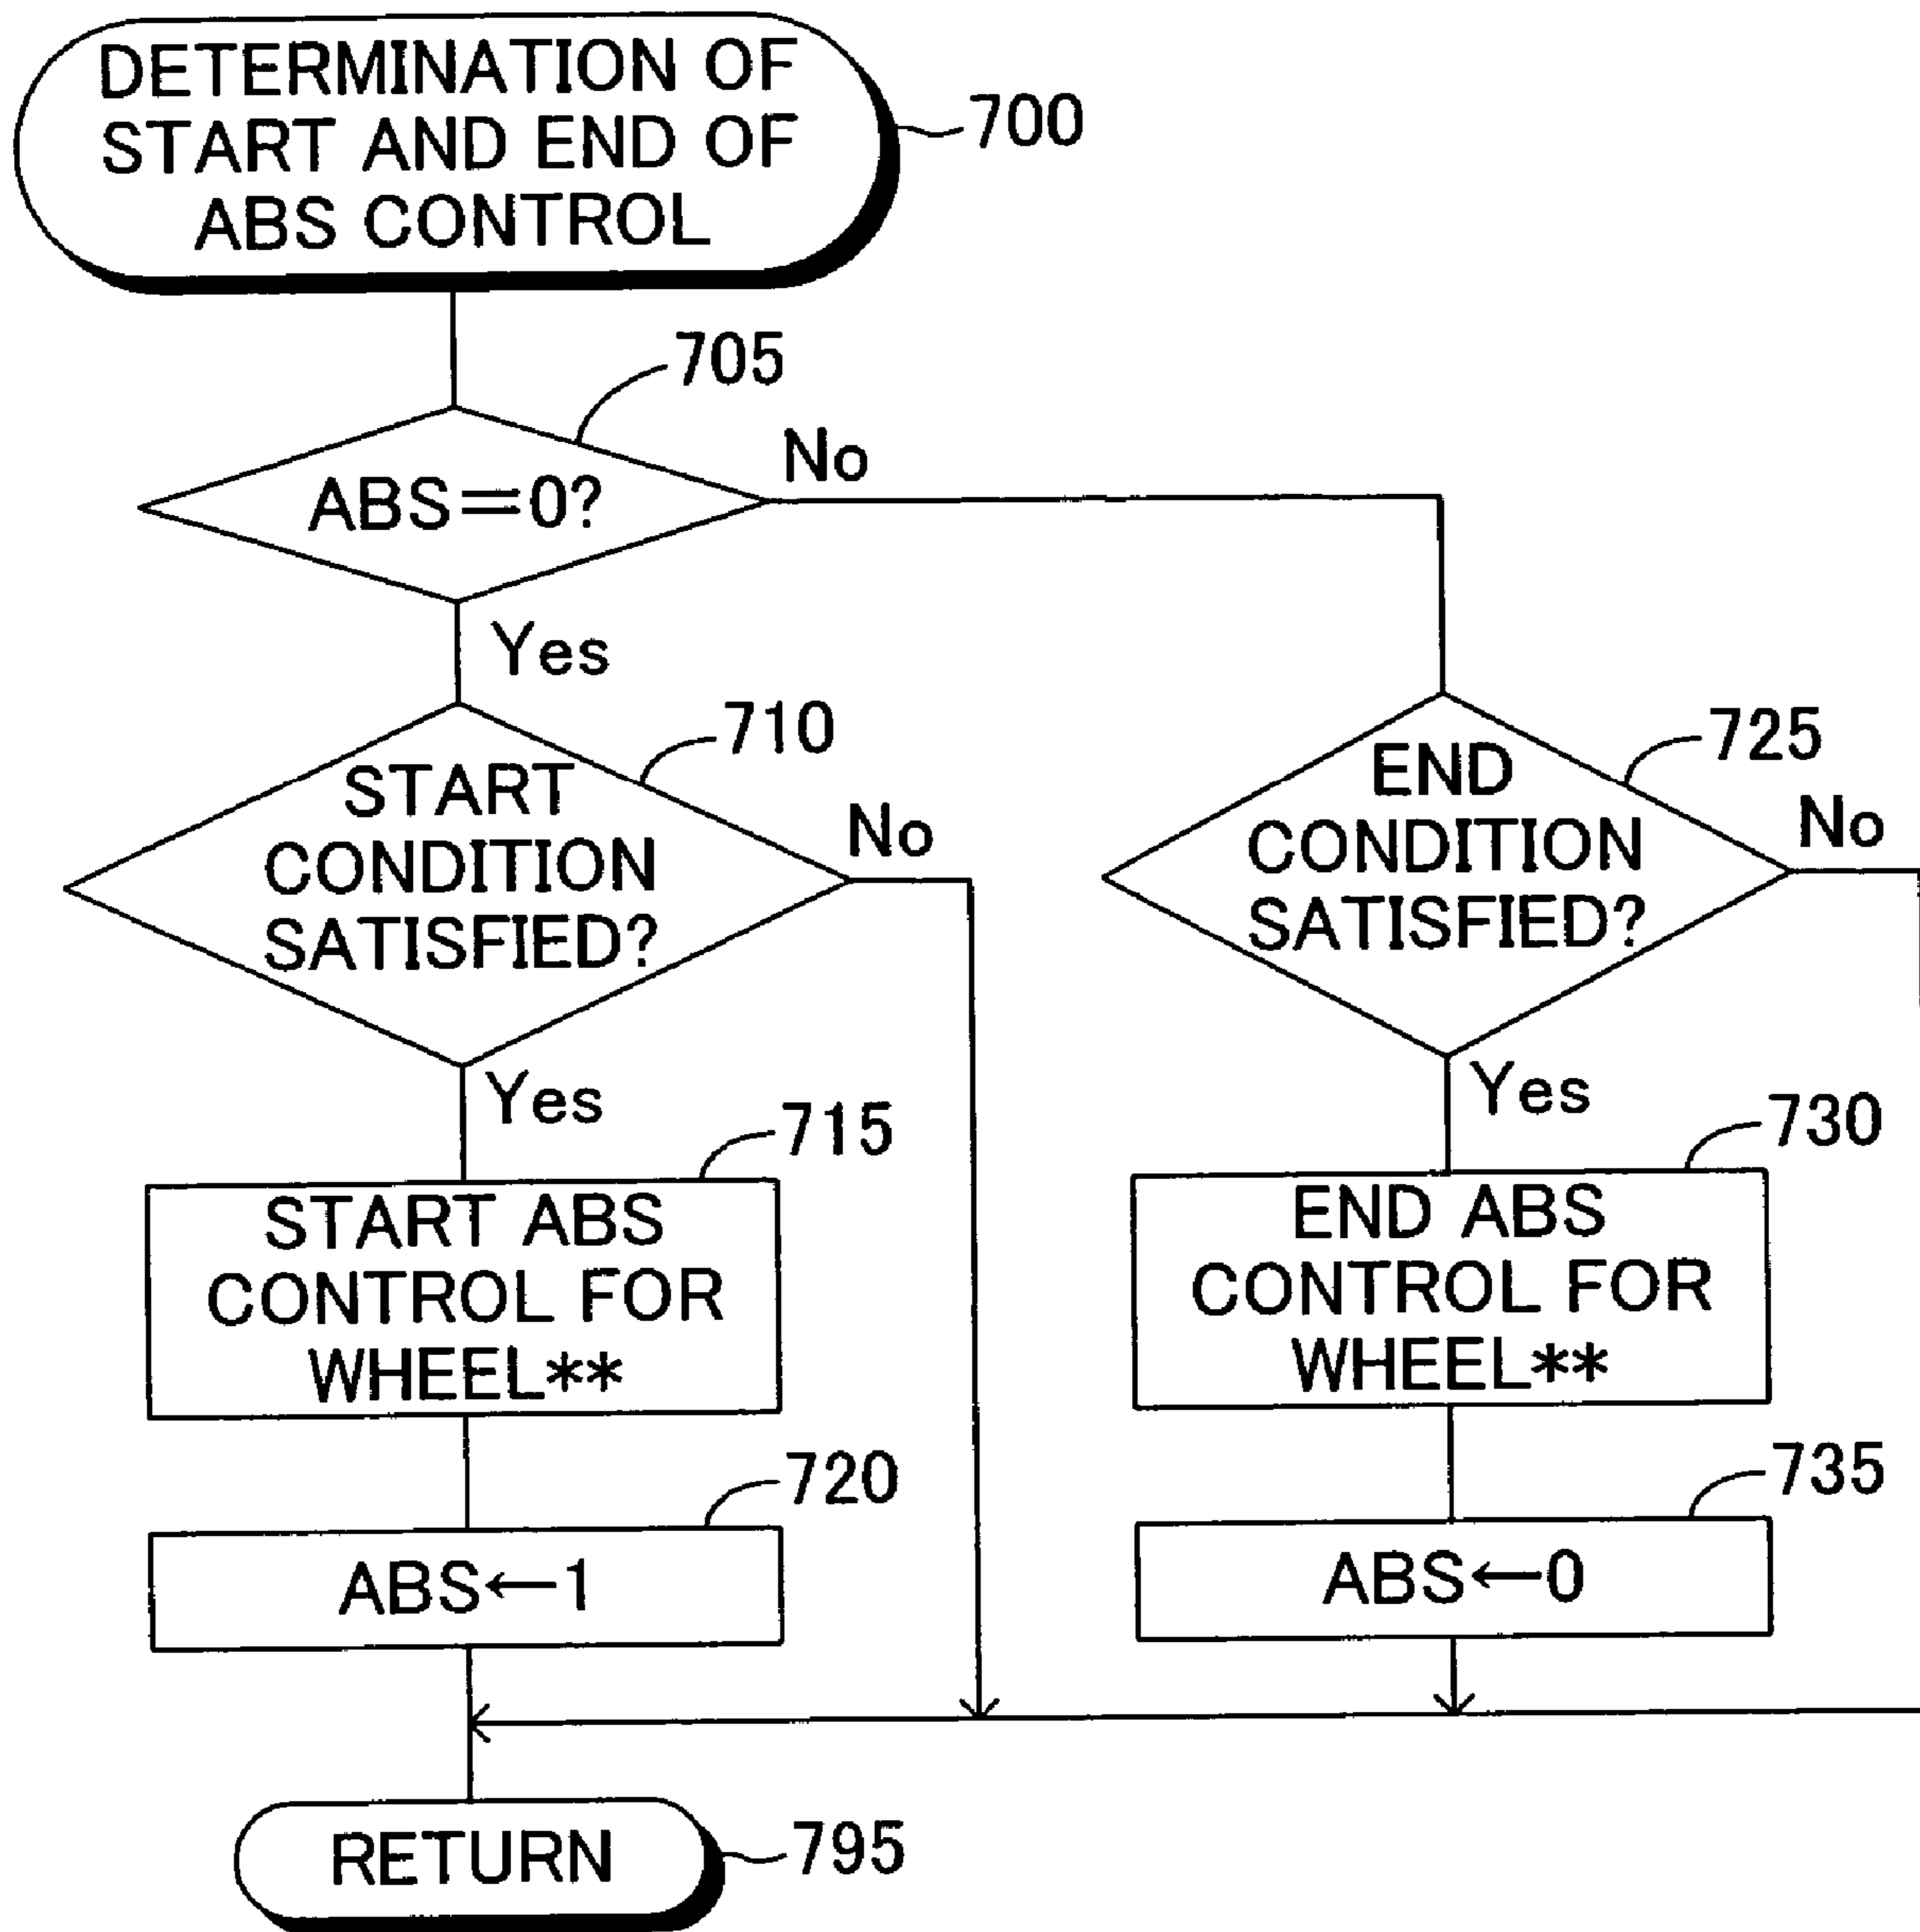 DETERMINATION OF
START AND END OF
ABS CONTROL
700
705
ABS=0?
No
Yes
710
START
CONDITION
SATISFIED?
No
Yes
725
END
CONDITION
SATISFIED?
No
Yes
715
START ABS
CONTROL FOR
WHEEL**
730
END ABS
CONTROL FOR
WHEEL**
720
ABS←1
735
ABS←0
RETURN
795